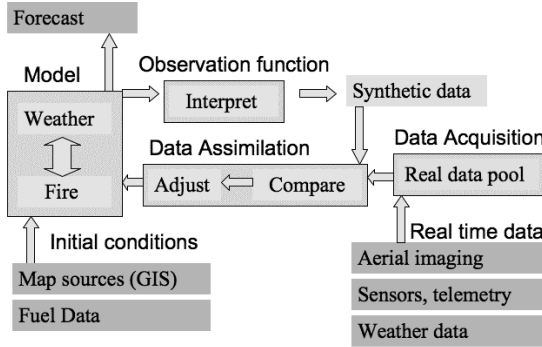 Forecast
Model
Observation function
Weather
Interpret
Synthetic data
Data Assimilation
Data Acquisition
Fire
Adjust
Compare
Real data pool
Initial conditions
Real time data
Map sources (GIS)
Aerial imaging
Fuel Data
Sensors, telemetry
Weather data